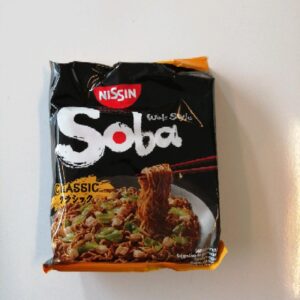 NISSIN
Wok Style
Soba
CLASSIC
クラシック